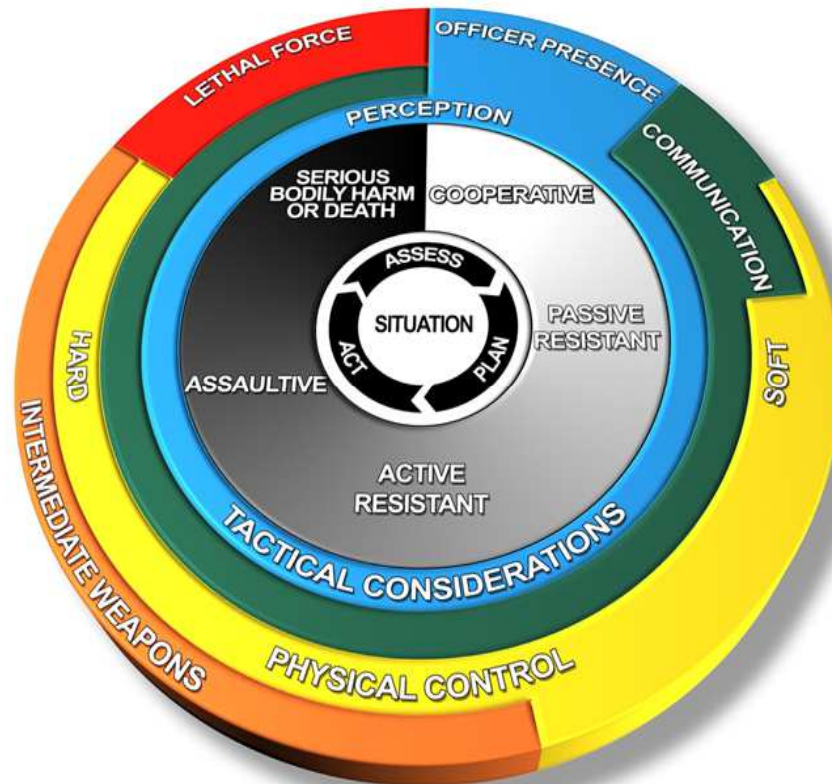 LETHAL FORCE
OFFICER PRESENCE
COMMUNICATION
PERCEPTION
SERIOUS
BODILY HARM
OR DEATH
COOPERATIVE
ASSESS
SITUATION
PLAN
ACT
PASSIVE
RESISTANT
SOFT
HARD
ASSAULTIVE
ACTIVE
RESISTANT
TACTICAL CONSIDERATIONS
INTERMEDIATE WEAPONS
PHYSICAL CONTROL